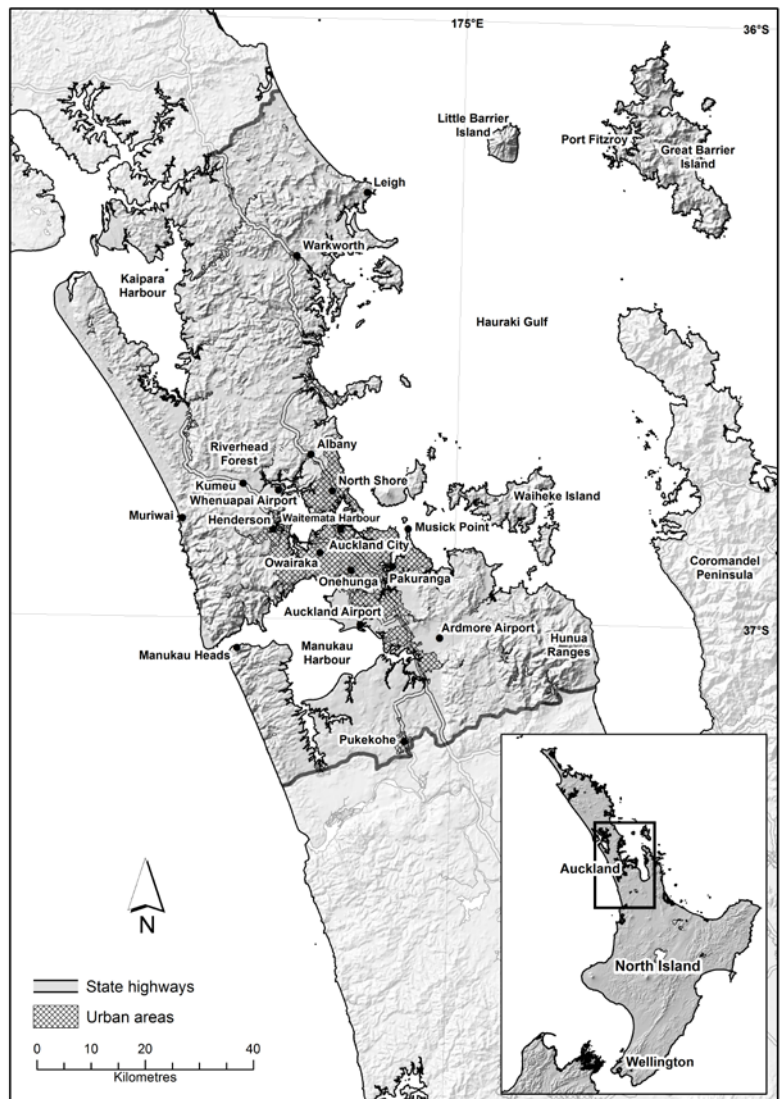 175°E
36°S
Little Barrier
Island
Port Fitzroy
Great Barrier
Island
Leigh
Warkworth
Kaipara
Harbour
Hauraki Gulf
Albany
Riverhead
Forest
Kumeu
North Shore
Whenuapai Airport
Waiheke Island
Muriwai
Henderson
Waitemata Harbour
Musick Point
Auckland City
Owairaka
Onehunga
Pakuranga
Coromandel
Peninsula
Auckland Airport
Ardmore Airport
37°S
Manukau Heads
Manukau
Harbour
Hunua
Ranges
Pukekohe
N
State highways
Urban areas
0 10 20 40
Kilometres
Auckland
North Island
Wellington